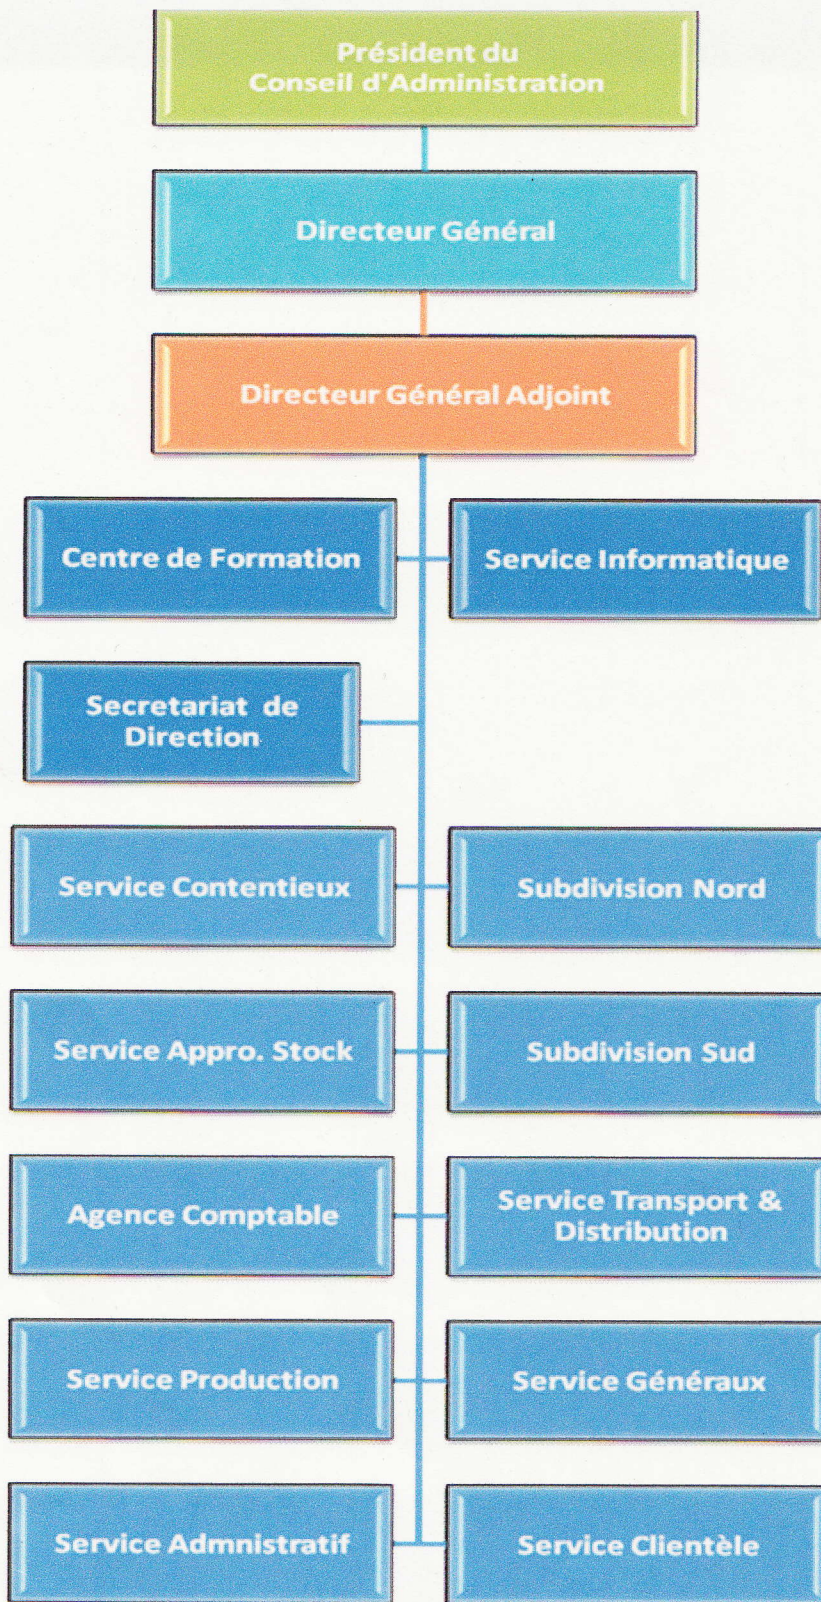 Président du
Conseil d'Administration
Directeur Général
Directeur Général Adjoint
Centre de Formation
Service Informatique
Secretariat de
Direction
Service Contentieux
Subdivision Nord
Service Appro. Stock
Subdivision Sud
Agence Comptable
Service Transport &
Distribution
Service Production
Service Généraux
Service Admnistratif
Service Clientèle